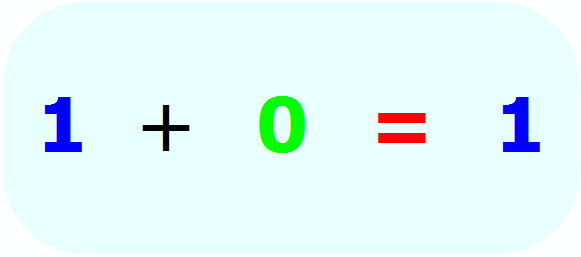 1 + 0 = 1